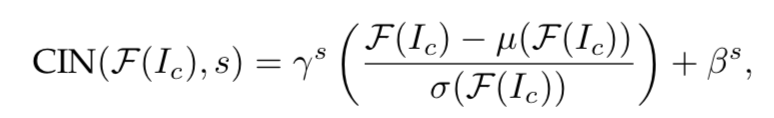 CIN(ℱ(I_c), s) = γ^s ( (ℱ(I_c) − μ(ℱ(I_c))) / σ(ℱ(I_c)) ) + β^s,